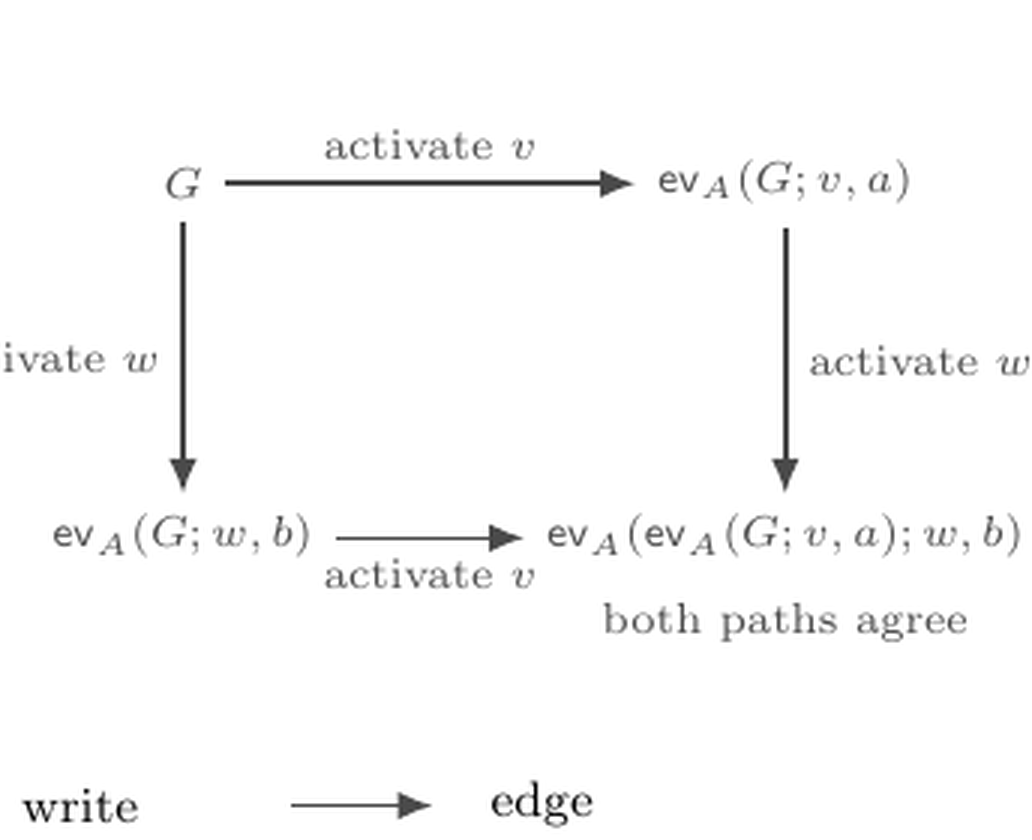 activate v
G ev_A(G; v, a)
ivate w activate w
ev_A(G; w, b) ev_A(ev_A(G; v, a); w, b)
activate v
both paths agree
write edge